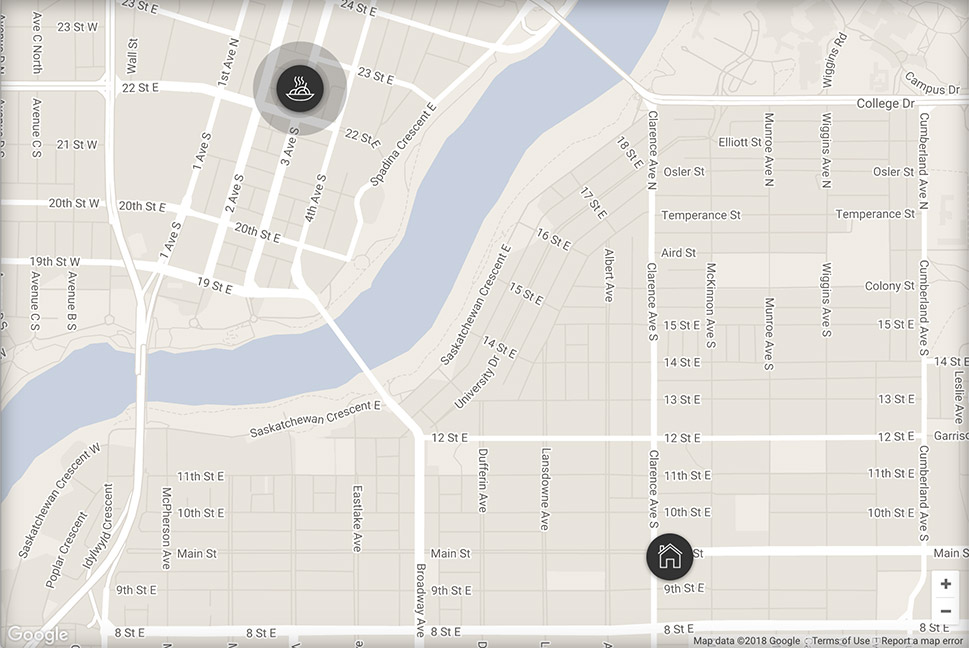 23 St E
24 St E
Ave C North
23 St W
Wall St
1st Ave N
23 St E
Wiggins Rd
Campus Dr
22 St E
College Dr
Avenue C S
1 Ave S
3 Ave S
22 St E
Spadina Crescent E
18 St E
Clarence Ave N
Munroe Ave N
Wiggins Ave N
Cumberland Ave N
21 St W
Elliott St
Osler St
Osler St
2 Ave S
4th Ave S
17 St E
20th St W
20th St E
Temperance St
Temperance St
1 Ave S
20th St E
16 St E
Aird St
19th St W
Albert Ave
Clarence Ave S
McKinnon Ave S
Wiggins Ave S
Cumberland Ave S
Avenue C S
Avenue B S
19 St E
Saskatchewan Crescent E
15 St E
Colony St
Munroe Ave S
15 St E
15 St E
14 St E
14 St E
14 St E
University Dr
Leslie Ave
13 St E
13 St E
Saskatchewan Crescent E
12 St E
12 St E
12 St E
Garriso
Saskatchewan Crescent W
Dufferin Ave
Lansdowne Ave
Clarence Ave S
Cumberland Ave S
11th St E
11th St E
11th St E
Poplar Crescent
Idylwyld Crescent
McPherson Ave
Eastlake Ave
10th St E
10th St E
10th St E
Main St
Main St
St
Main S
9th St E
Broadway Ave
9th St E
9th St E
+
−
8 St E
8 St E
8 St E
8 St E
8 St E
Google
Map data ©2018 Google
Terms of Use
Report a map error